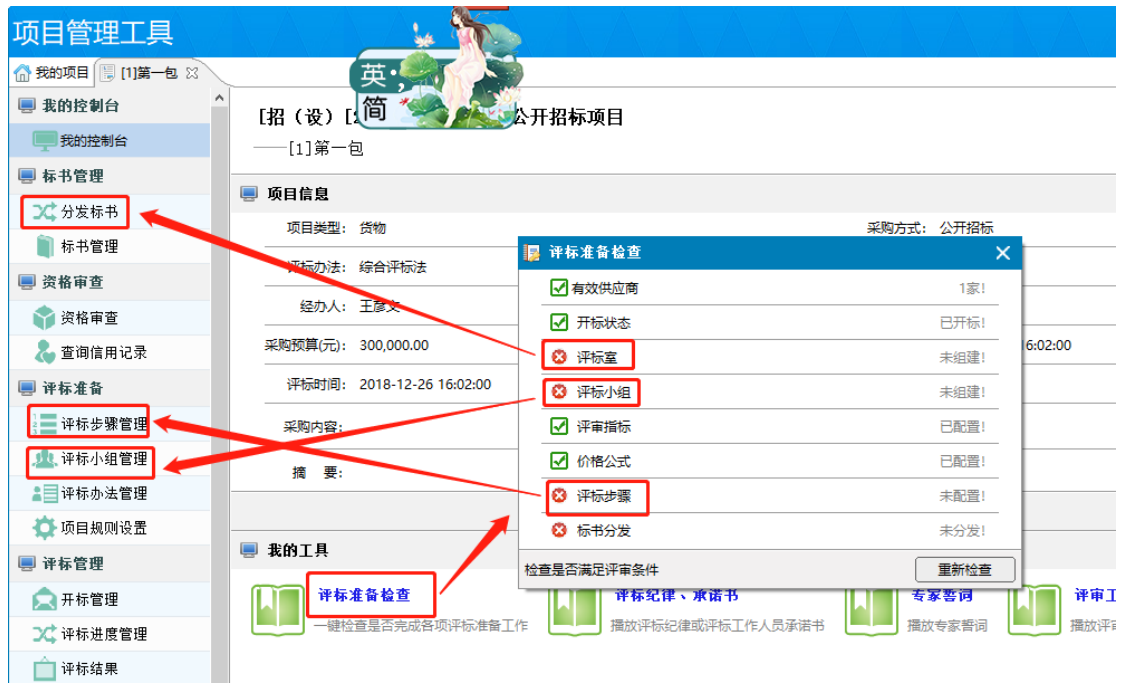 项目管理工具
我的项目
[1]第一包
英·,
简
我的控制台
我的控制台
标书管理
分发标书
标书管理
资格审查
资格审查
查询信用记录
评标准备
评标步骤管理
评标小组管理
评标办法管理
项目规则设置
评标管理
开标管理
评标进度管理
评标结果
[招（设）[2 公开招标项目
——[1]第一包
项目信息
项目类型： 货物
采购方式： 公开招标
评标办法： 综合评标法
经办人： 王彦文
采购预算(元)： 300,000.00
6:02:00
评标时间： 2018-12-26 16:02:00
采购内容：
摘 要：
评标准备检查
有效供应商 1家!
开标状态 已开标!
评标室 未组建!
评标小组 未组建!
评审指标 已配置!
价格公式 已配置!
评标步骤 未配置!
标书分发 未分发!
检查是否满足评审条件
重新检查
我的工具
评标准备检查
一键检查是否完成各项评标准备工作
评标纪律、承诺书
播放评标纪律或评标工作人员承诺书
专家誓词
播放专家誓词
评审工
播放评审